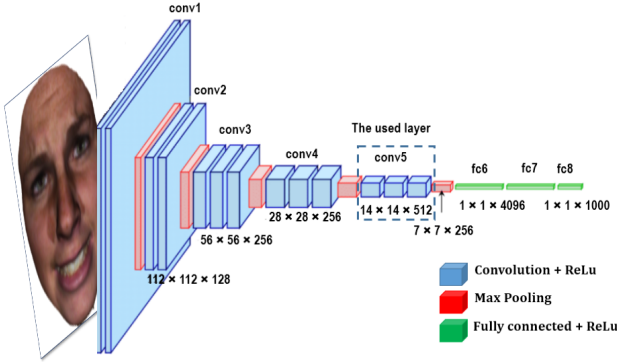 conv1
conv2
conv3
conv4
The used layer
conv5
fc6
fc7
fc8
112 × 112 × 128
56 × 56 × 256
28 × 28 × 256
14 × 14 × 512
7 × 7 × 256
1 × 1 × 4096
1 × 1 × 1000
Convolution + ReLu
Max Pooling
Fully connected + ReLu